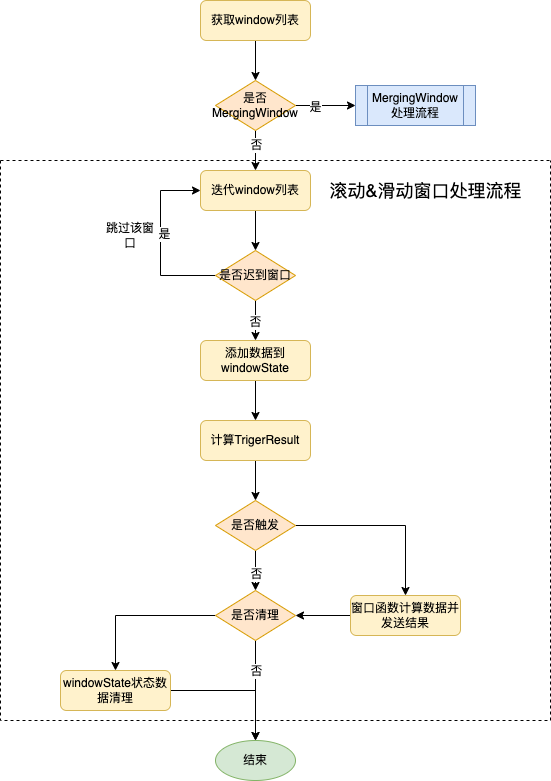 获取window列表
是否
MergingWindow
是
MergingWindow
处理流程
否
迭代window列表
滚动&滑动窗口处理流程
跳过该窗
口
是
是否迟到窗口
否
添加数据到
windowState
计算TrigerResult
是否触发
否
窗口函数计算数据并
发送结果
是否清理
否
windowState状态数
据清理
结束